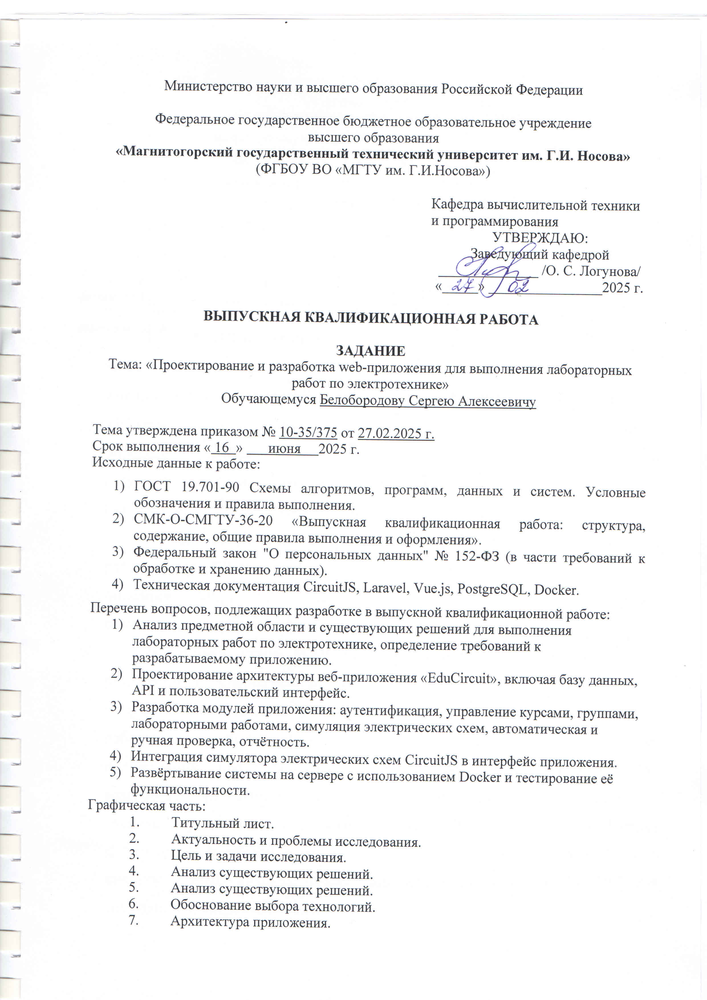 Министерство науки и высшего образования Российской Федерации
Федеральное государственное бюджетное образовательное учреждение
высшего образования
«Магнитогорский государственный технический университет им. Г.И. Носова»
(ФГБОУ ВО «МГТУ им. Г.И.Носова»)
Кафедра вычислительной техники
и программирования
УТВЕРЖДАЮ:
Заведующий кафедрой
/О. С. Логунова/
«27» 02 2025 г.
ВЫПУСКНАЯ КВАЛИФИКАЦИОННАЯ РАБОТА
ЗАДАНИЕ
Тема: «Проектирование и разработка web-приложения для выполнения лабораторных
работ по электротехнике»
Обучающемуся Белобородову Сергею Алексеевичу
Тема утверждена приказом № 10-35/375 от 27.02.2025 г.
Срок выполнения « 16 » июня 2025 г.
Исходные данные к работе:
1) ГОСТ 19.701-90 Схемы алгоритмов, программ, данных и систем. Условные
обозначения и правила выполнения.
2) СМК-О-СМГТУ-36-20 «Выпускная квалификационная работа: структура,
содержание, общие правила выполнения и оформления».
3) Федеральный закон "О персональных данных" № 152-ФЗ (в части требований к
обработке и хранению данных).
4) Техническая документация CircuitJS, Laravel, Vue.js, PostgreSQL, Docker.
Перечень вопросов, подлежащих разработке в выпускной квалификационной работе:
1) Анализ предметной области и существующих решений для выполнения
лабораторных работ по электротехнике, определение требований к
разрабатываемому приложению.
2) Проектирование архитектуры веб-приложения «EduCircuit», включая базу данных,
API и пользовательский интерфейс.
3) Разработка модулей приложения: аутентификация, управление курсами, группами,
лабораторными работами, симуляция электрических схем, автоматическая и
ручная проверка, отчётность.
4) Интеграция симулятора электрических схем CircuitJS в интерфейс приложения.
5) Развёртывание системы на сервере с использованием Docker и тестирование её
функциональности.
Графическая часть:
1. Титульный лист.
2. Актуальность и проблемы исследования.
3. Цель и задачи исследования.
4. Анализ существующих решений.
5. Анализ существующих решений.
6. Обоснование выбора технологий.
7. Архитектура приложения.